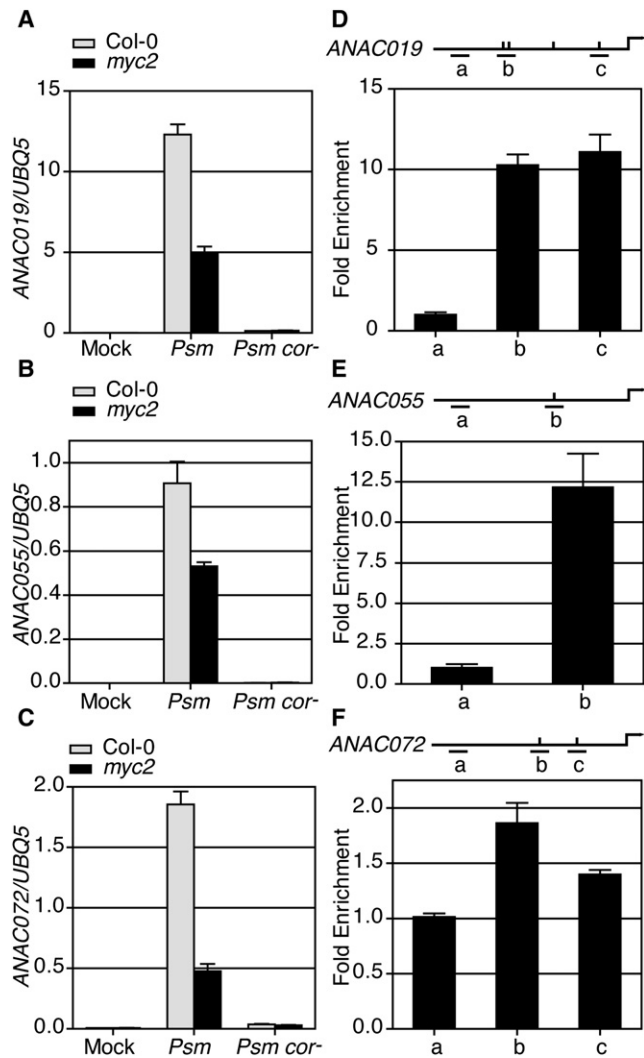 A
Col-0
myc2
ANAC019/UBQ5
15
10
5
0
Mock Psm Psm cor-
B
Col-0
myc2
ANAC055/UBQ5
1.0
0.8
0.6
0.4
0.2
0.0
Mock Psm Psm cor-
C
Col-0
myc2
ANAC072/UBQ5
2.0
1.5
1.0
0.5
0.0
Mock Psm Psm cor-
D
ANAC019
a b c
Fold Enrichment
15
10
5
0
a b c
E
ANAC055
a b
Fold Enrichment
15.0
12.5
10.0
7.5
5.0
2.5
0.0
a b
F
ANAC072
a b c
Fold Enrichment
2.0
1.5
1.0
0.5
0.0
a b c